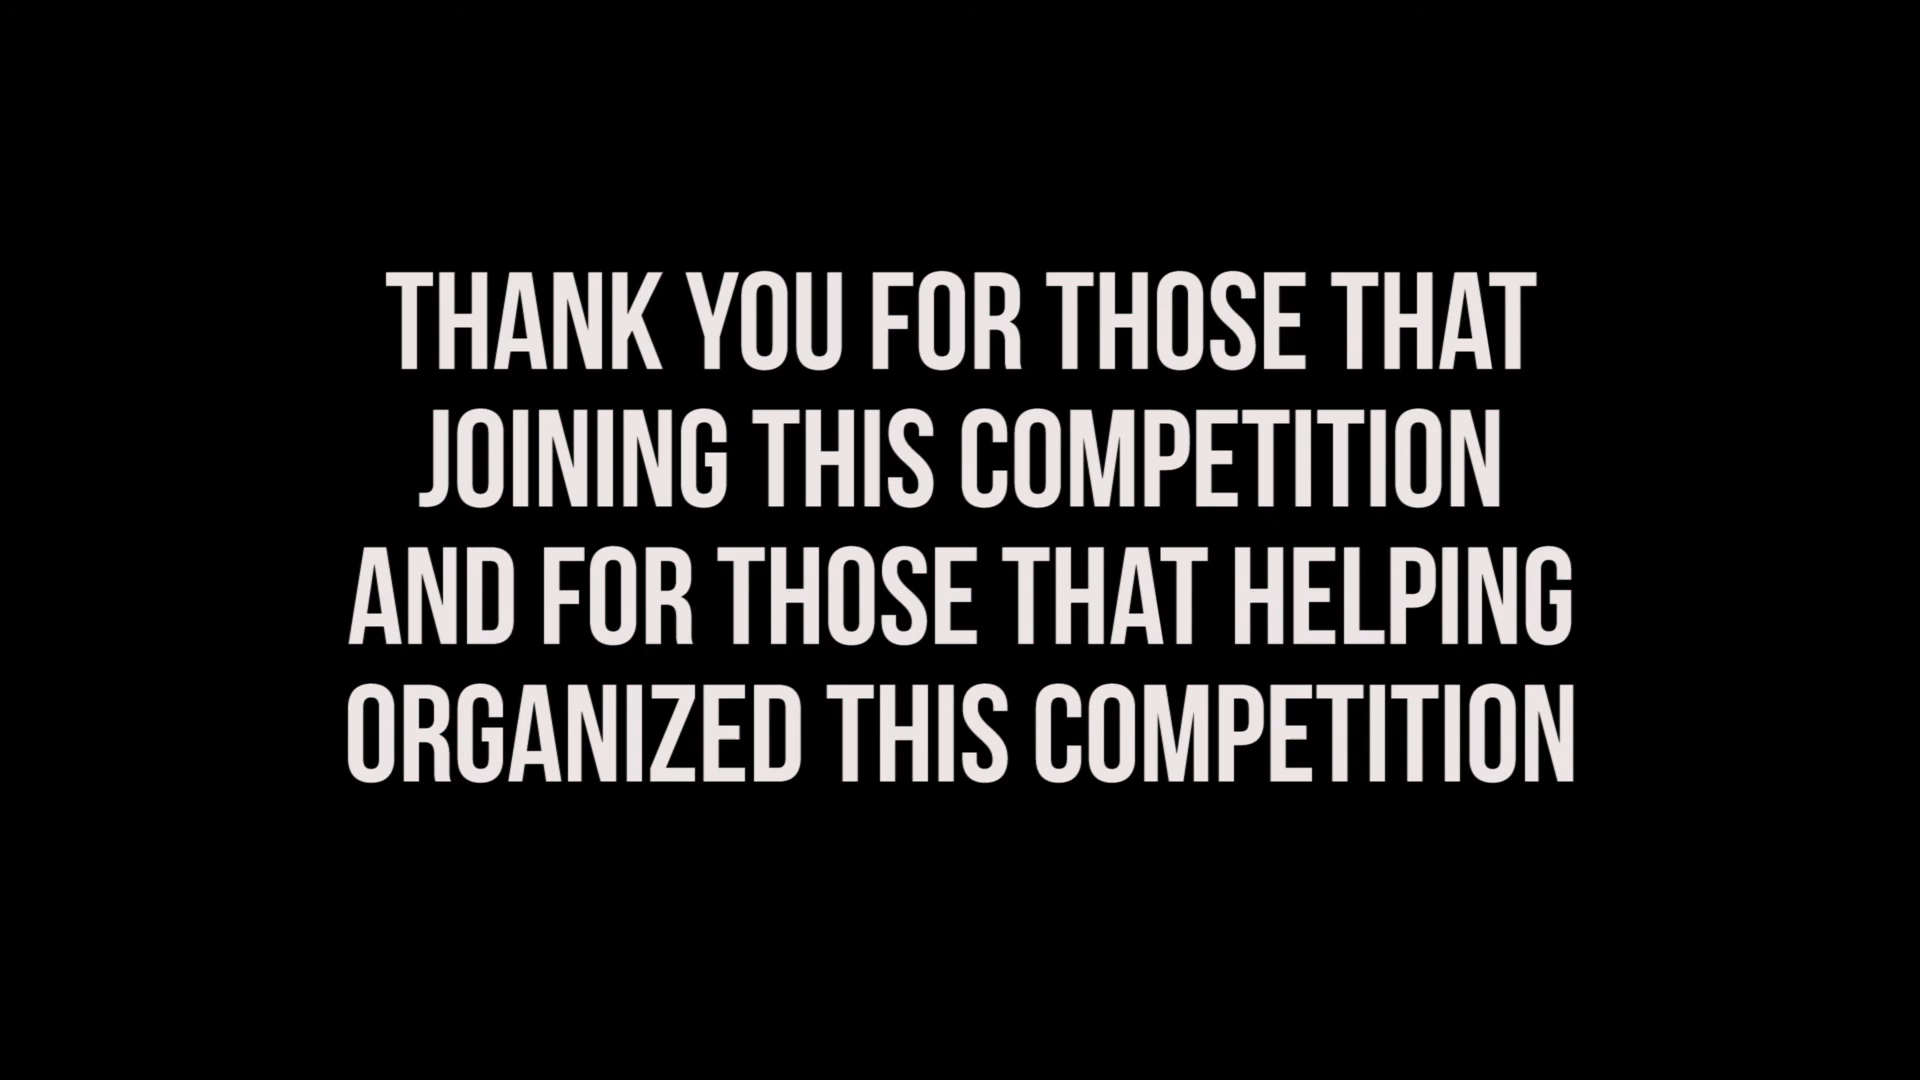 THANK YOU FOR THOSE THAT
JOINING THIS COMPETITION
AND FOR THOSE THAT HELPING
ORGANIZED THIS COMPETITION